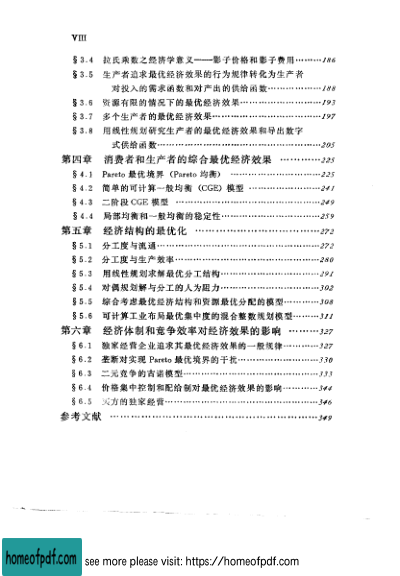 VIII
§3.4 拉氏乘数之经济学意义——影子价格和影子费用………186
§3.5 生产者追求最优经济效果的行为规律转化为生产者
对投入的需求函数和对产出的供给函数………………188
§3.6 资源有限的情况下的最优经济效果………………………193
§3.7 多个生产者的最优经济效果………………………………197
§3.8 用线性规划研究生产者的最优经济效果和导出数字
式供给函数…………………………………………………205
第四章 消费者和生产者的综合最优经济效果 …………225
§4.1 Pareto 最优境界（Pareto 均衡） …………………………225
§4.2 简单的可计算一般均衡（CGE）模型 ……………………241
§4.3 二阶段 CGE 模型 …………………………………………249
§4.4 局部均衡和一般均衡的稳定性……………………………259
第五章 经济结构的最优化 ………………………………272
§5.1 分工度与流通………………………………………………272
§5.2 分工度与生产效率…………………………………………280
§5.3 用线性规划求解最优分工结构……………………………291
§5.4 对偶规划解与分工的人为阻力……………………………302
§5.5 综合考虑最优经济结构和资源最优分配的模型…………308
§5.6 可计算工业布局最优集中度的混合整数规划模型………311
第六章 经济体制和竞争效率对经济效果的影响 ………327
§6.1 独家经营企业追求其最优经济效果的一般规律…………327
§6.2 垄断对实现 Pareto 最优境界的干扰………………………330
§6.3 二元竞争的古诺模型………………………………………333
§6.4 价格集中控制和配给制对最优经济效果的影响…………344
§6.5 方的独家经营……………………………………………346
参考文献 ……………………………………………………349
homeofpdf.com
see more please visit: https://homeofpdf.com